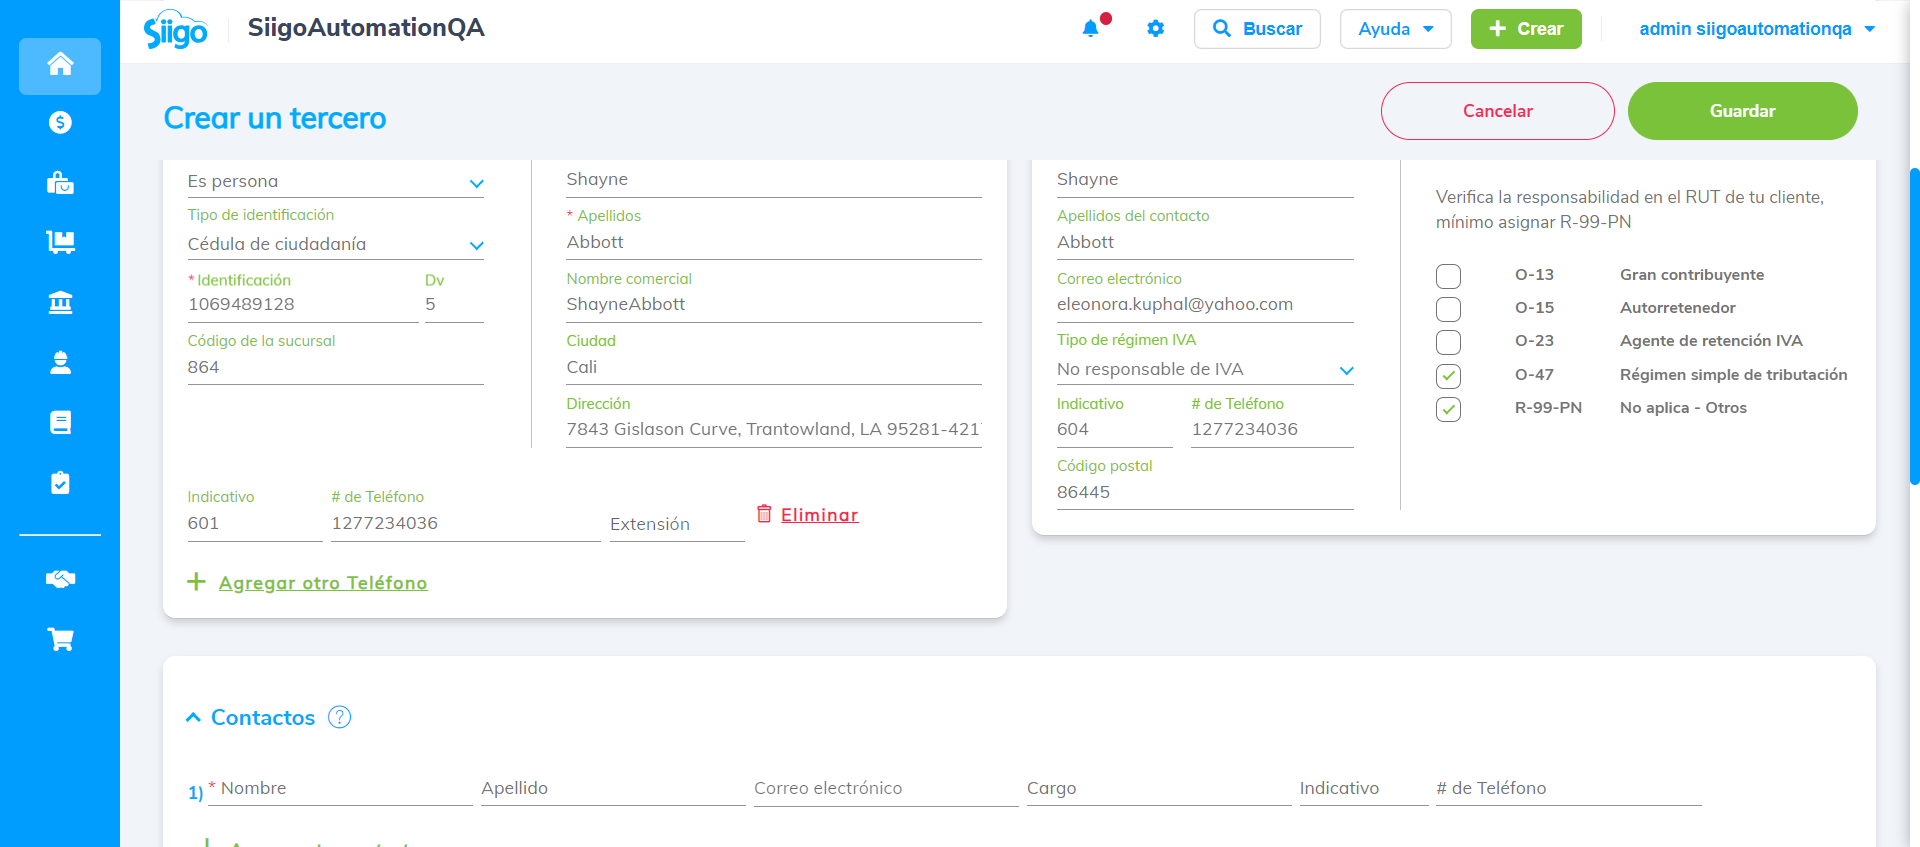 Siigo
SiigoAutomationQA
Buscar
Ayuda
Crear
admin siigoautomationqa
Crear un tercero
Cancelar
Guardar
Es persona
Tipo de identificación
Cédula de ciudadanía
* Identificación
Dv
1069489128
5
Código de la sucursal
864
Shayne
* Apellidos
Abbott
Nombre comercial
ShayneAbbott
Ciudad
Cali
Dirección
7843 Gislason Curve, Trantowland, LA 95281-421
Indicativo
# de Teléfono
601
1277234036
Extensión
Eliminar
Agregar otro Teléfono
Shayne
Apellidos del contacto
Abbott
Correo electrónico
eleonora.kuphal@yahoo.com
Tipo de régimen IVA
No responsable de IVA
Indicativo
# de Teléfono
604
1277234036
Código postal
86445
Verifica la responsabilidad en el RUT de tu cliente,
mínimo asignar R-99-PN
O-13 Gran contribuyente
O-15 Autorretenedor
O-23 Agente de retención IVA
O-47 Régimen simple de tributación
R-99-PN No aplica - Otros
Contactos ?
1) * Nombre
Apellido
Correo electrónico
Cargo
Indicativo
# de Teléfono